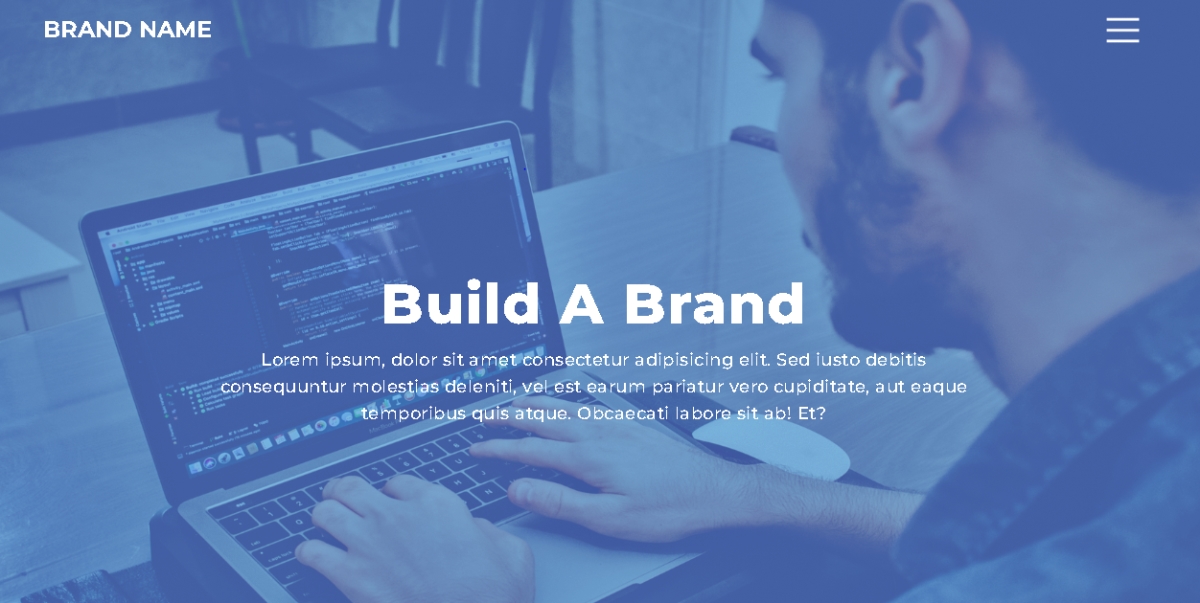 BRAND NAME
Build A Brand
Lorem ipsum, dolor sit amet consectetur adipisicing elit. Sed iusto debitis
consequuntur molestias deleniti, vel est earum pariatur vero cupiditate, aut eaque
temporibus quis atque. Obcaecati labore sit ab! Et?